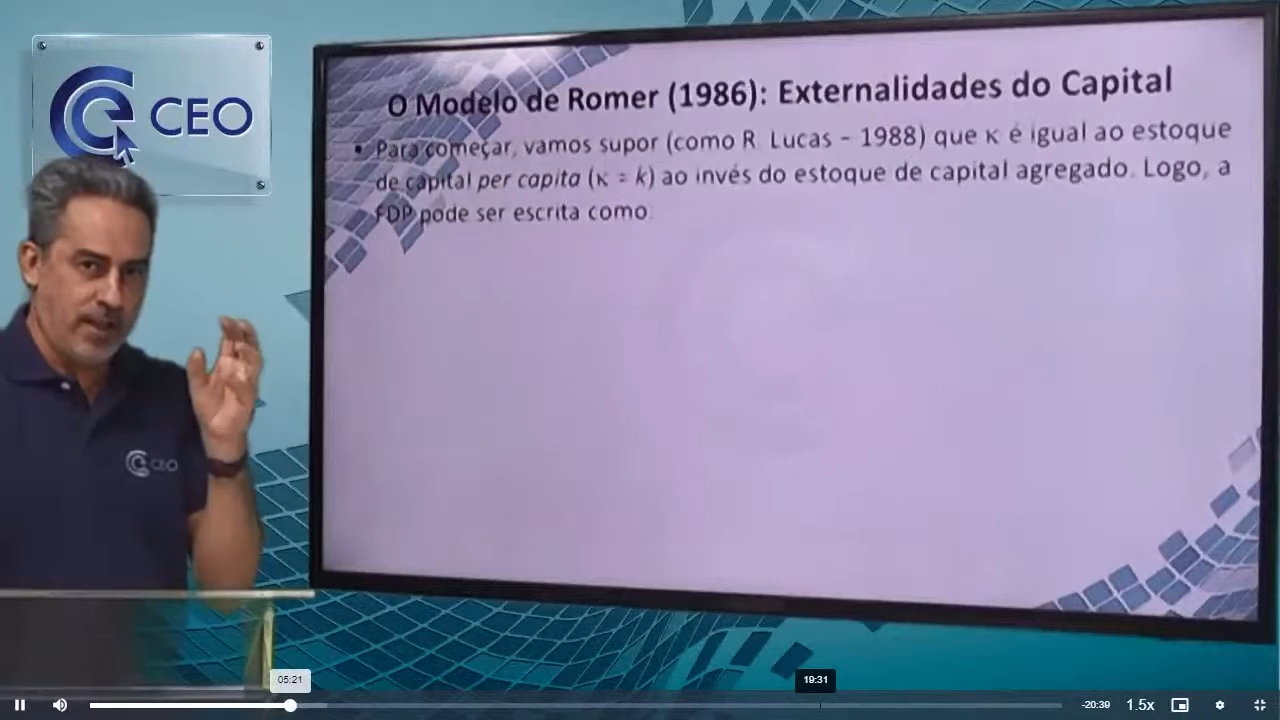 CEO
O Modelo de Romer (1986): Externalidades do Capital
• Para começar, vamos supor (como R. Lucas – 1988) que κ é igual ao estoque
de capital per capita (κ = k) ao invés do estoque de capital agregado. Logo, a
FDP pode ser escrita como
CEO
05:21
19:31
-20:39
1.5x